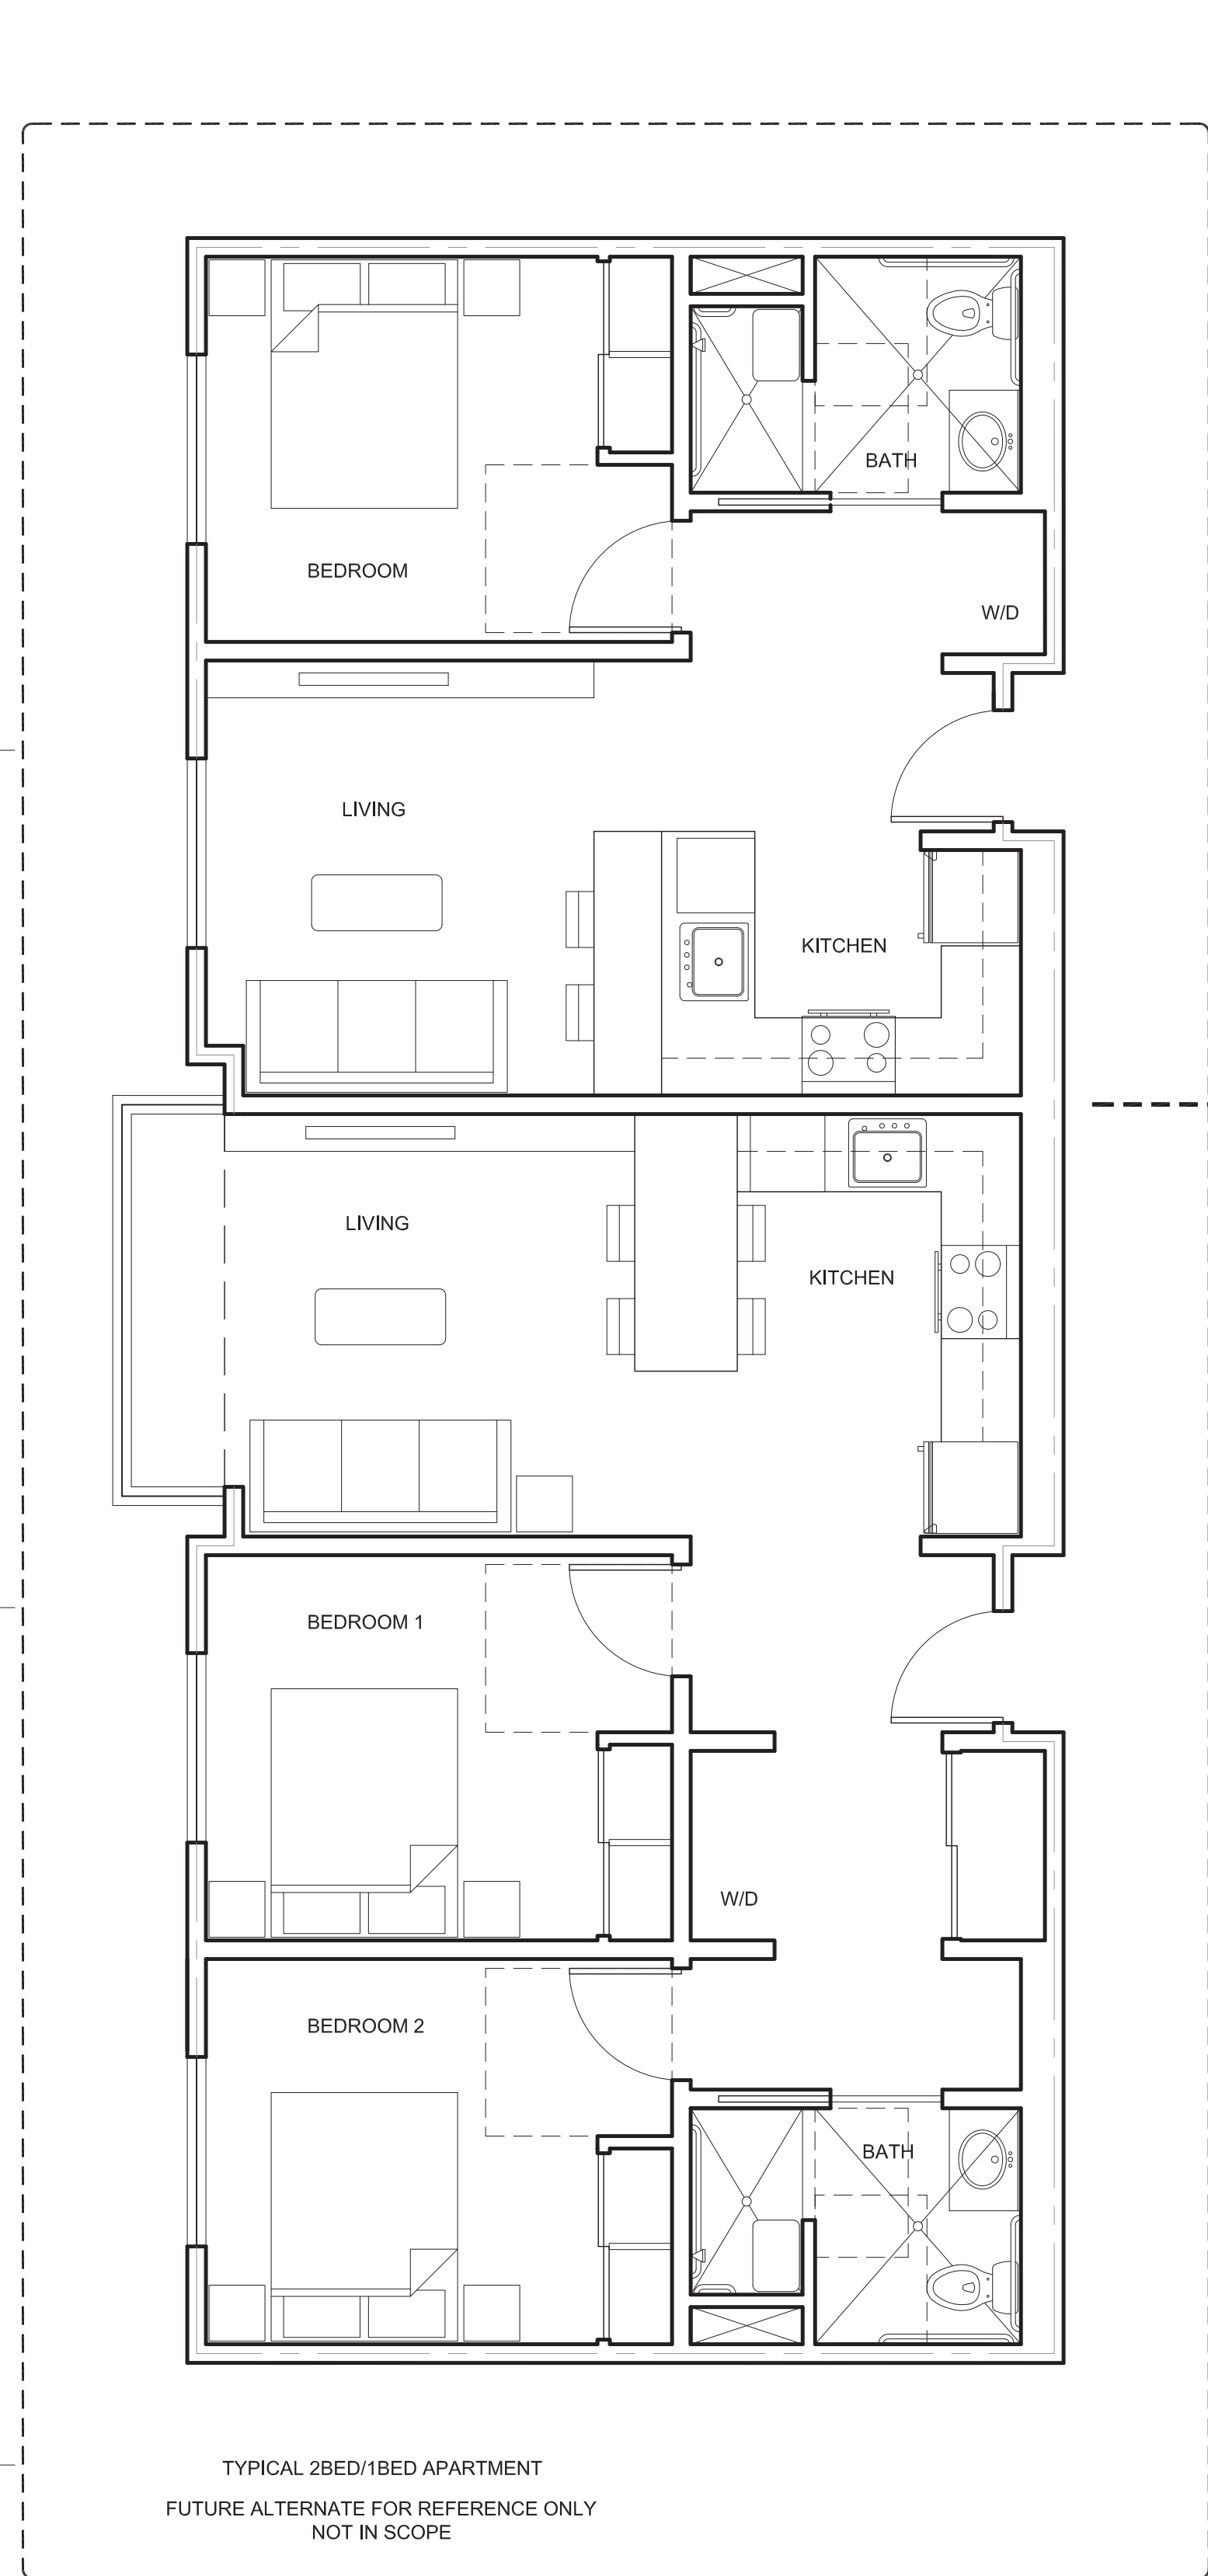 BATH
BEDROOM
W/D
LIVING
KITCHEN
LIVING
KITCHEN
BEDROOM 1
W/D
BEDROOM 2
BATH
TYPICAL 2BED/1BED APARTMENT
FUTURE ALTERNATE FOR REFERENCE ONLY
NOT IN SCOPE